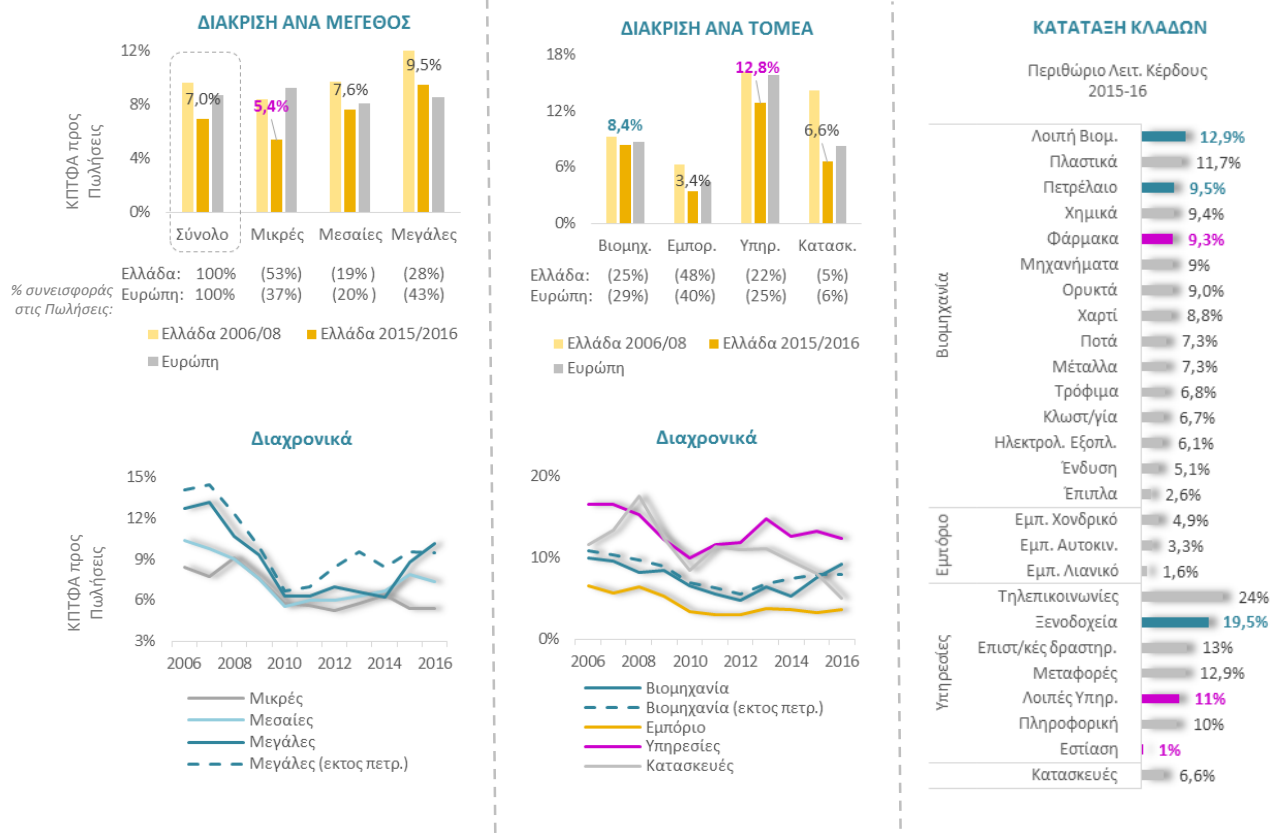 ΔΙΑΚΡΙΣΗ ΑΝΑ ΜΕΓΕΘΟΣ
ΚΠΤΦΑ προς
Πωλήσεις
12%
8%
4%
0%
7,0%
5,4%
7,6%
9,5%
Σύνολο Μικρές Μεσαίες Μεγάλες
% συνεισφοράς
στις Πωλήσεις:
Ελλάδα: 100% (53%) (19% ) (28%)
Ευρώπη: 100% (37%) (20% ) (43%)
Ελλάδα 2006/08 Ελλάδα 2015/2016
Ευρώπη
Διαχρονικά
ΚΠΤΦΑ προς
Πωλήσεις
15%
12%
9%
6%
3%
2006 2008 2010 2012 2014 2016
Μικρές
Μεσαίες
Μεγάλες
Μεγάλες (εκτος πετρ.)
ΔΙΑΚΡΙΣΗ ΑΝΑ ΤΟΜΕΑ
18%
12%
6%
0%
8,4%
3,4%
12,8%
6,6%
Βιομηχ. Εμπορ. Υπηρ. Κατασκ.
Ελλάδα: (25%) (48%) (22%) (5%)
Ευρώπη: (29%) (40%) (25%) (6%)
Ελλάδα 2006/08 Ελλάδα 2015/2016
Ευρώπη
Διαχρονικά
20%
10%
0%
2006 2008 2010 2012 2014 2016
Βιομηχανία
Βιομηχανία (εκτος πετρ.)
Εμπόριο
Υπηρεσίες
Κατασκευές
ΚΑΤΑΤΑΞΗ ΚΛΑΔΩΝ
Περιθώριο Λειτ. Κέρδους
2015-16
Βιομηχανία
Λοιπή Βιομ. 12,9%
Πλαστικά 11,7%
Πετρέλαιο 9,5%
Χημικά 9,4%
Φάρμακα 9,3%
Μηχανήματα 9%
Ορυκτά 9,0%
Χαρτί 8,8%
Ποτά 7,3%
Μέταλλα 7,3%
Τρόφιμα 6,8%
Κλωστ/γία 6,7%
Ηλεκτρολ. Εξοπλ. 6,1%
Ένδυση 5,1%
Έπιπλα 2,6%
Εμπόριο
Εμπ. Χονδρικό 4,9%
Εμπ. Αυτοκιν. 3,3%
Εμπ. Λιανικό 1,6%
Υπηρεσίες
Τηλεπικοινωνίες 24%
Ξενοδοχεία 19,5%
Επιστ/κές δραστηρ. 13%
Μεταφορές 12,9%
Λοιπές Υπηρ. 11%
Πληροφορική 10%
Εστίαση 1%
Κατασκευές 6,6%